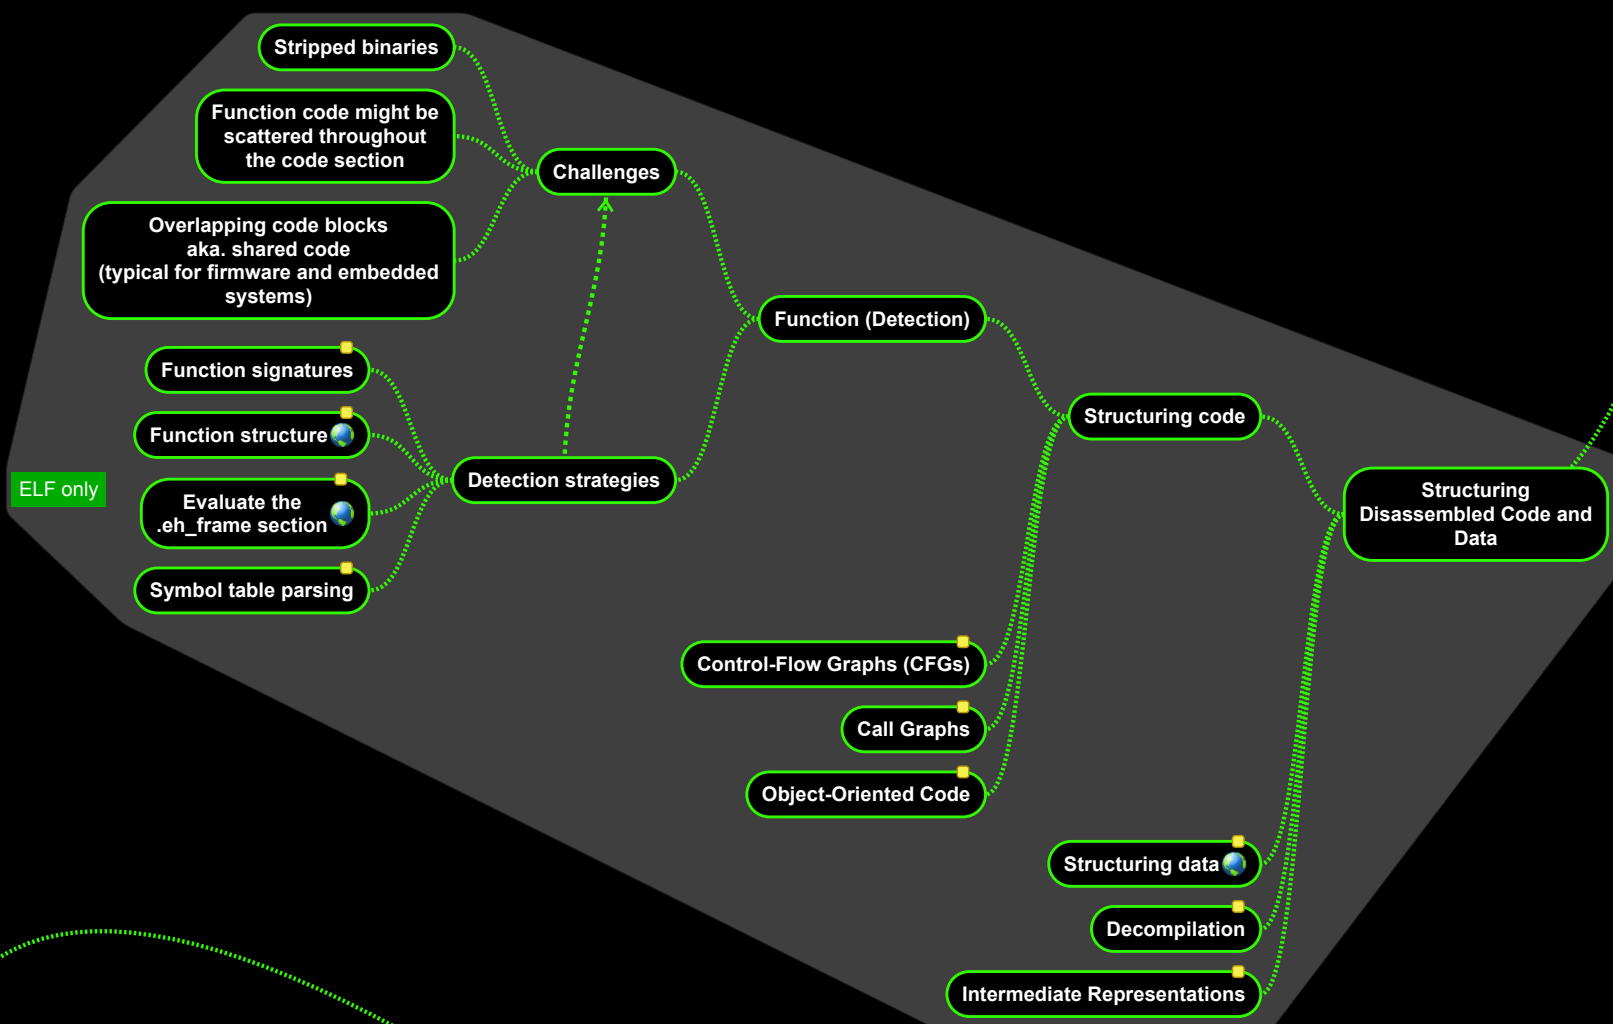 Stripped binaries
Function code might be
scattered throughout
the code section
Challenges
Overlapping code blocks
aka. shared code
(typical for firmware and embedded
systems)
Function (Detection)
Function signatures
Function structure
ELF only
Evaluate the
.eh_frame section
Symbol table parsing
Detection strategies
Structuring code
Structuring
Disassembled Code and
Data
Control-Flow Graphs (CFGs)
Call Graphs
Object-Oriented Code
Structuring data
Decompilation
Intermediate Representations